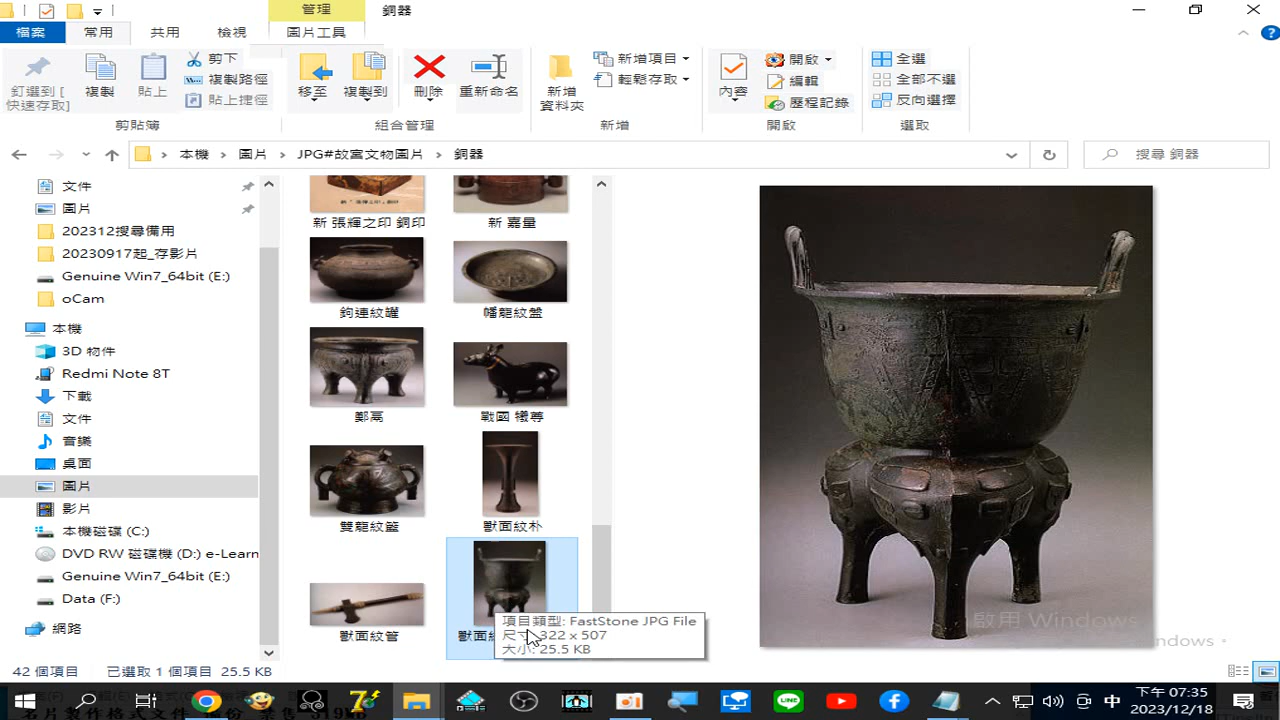 管理
銅器
檔案
常用
共用
檢視
圖片工具
釘選到 [
快速存取]
複製
貼上
剪下
複製路徑
貼上捷徑
剪貼簿
移至
複製到
刪除
重新命名
組合管理
新增
資料夾
新增項目
輕鬆存取
新增
內容
開啟
編輯
歷程記錄
開啟
全選
全部不選
反向選擇
選取
本機 › 圖片 › JPG#故宮文物圖片 › 銅器
搜尋 銅器
文件
圖片
202312搜尋備用
20230917起_存影片
Genuine Win7_64bit (E:)
oCam
本機
3D 物件
Redmi Note 8T
下載
文件
音樂
桌面
圖片
影片
本機磁碟 (C:)
DVD RW 磁碟機 (D:) e-Learn
Genuine Win7_64bit (E:)
Data (F:)
網路
新 張輝之印 銅印
新 嘉量
鉤連紋罐
幡龍紋盤
鄭鬲
戰國 犧尊
雙龍紋簋
獸面紋朴
獸面紋管
項目類型: FastStone JPG File
322 x 507
大小: 25.5 KB
啟用 Windows
42 個項目
已選取 1 個項目 25.5 KB
中
下午 07:35
2023/12/18